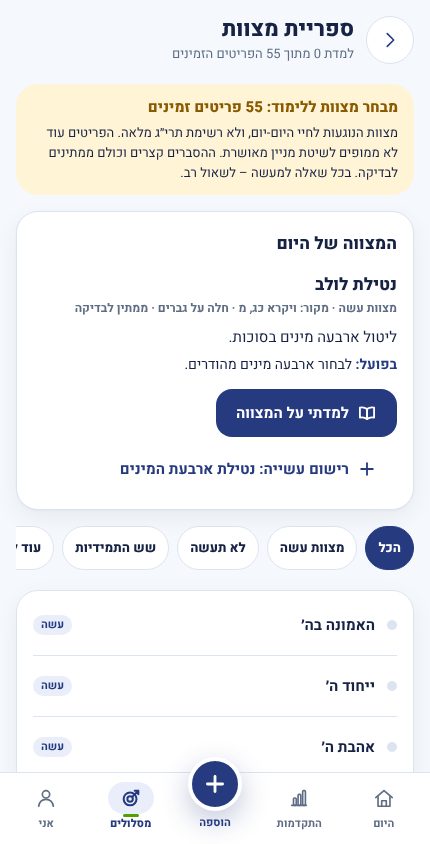 ספריית מצוות
למדת 0 מתוך 55 הפריטים הזמינים
מבחר מצוות ללימוד: 55 פריטים זמינים
מצוות הנוגעות לחיי היום-יום, ולא רשימת תרי״ג מלאה. הפריטים עוד
לא ממופים לשיטת מניין מאושרת. ההסברים קצרים וכולם ממתינים
לבדיקה. בכל שאלה למעשה – לשאול רב.
המצווה של היום
נטילת לולב
מצוות עשה · מקור: ויקרא כג, מ · חלה על גברים · ממתין לבדיקה
ליטול ארבעה מינים בסוכות.
בפועל: לבחור ארבעה מינים מהודרים.
למדתי על המצווה
רישום עשייה: נטילת ארבעת המינים
הכל
מצוות עשה
לא תעשה
שש התמידיות
עוד
האמונה בה׳
עשה
ייחוד ה׳
עשה
אהבת ה׳
עשה
היום
התקדמות
הוספה
מסלולים
אני